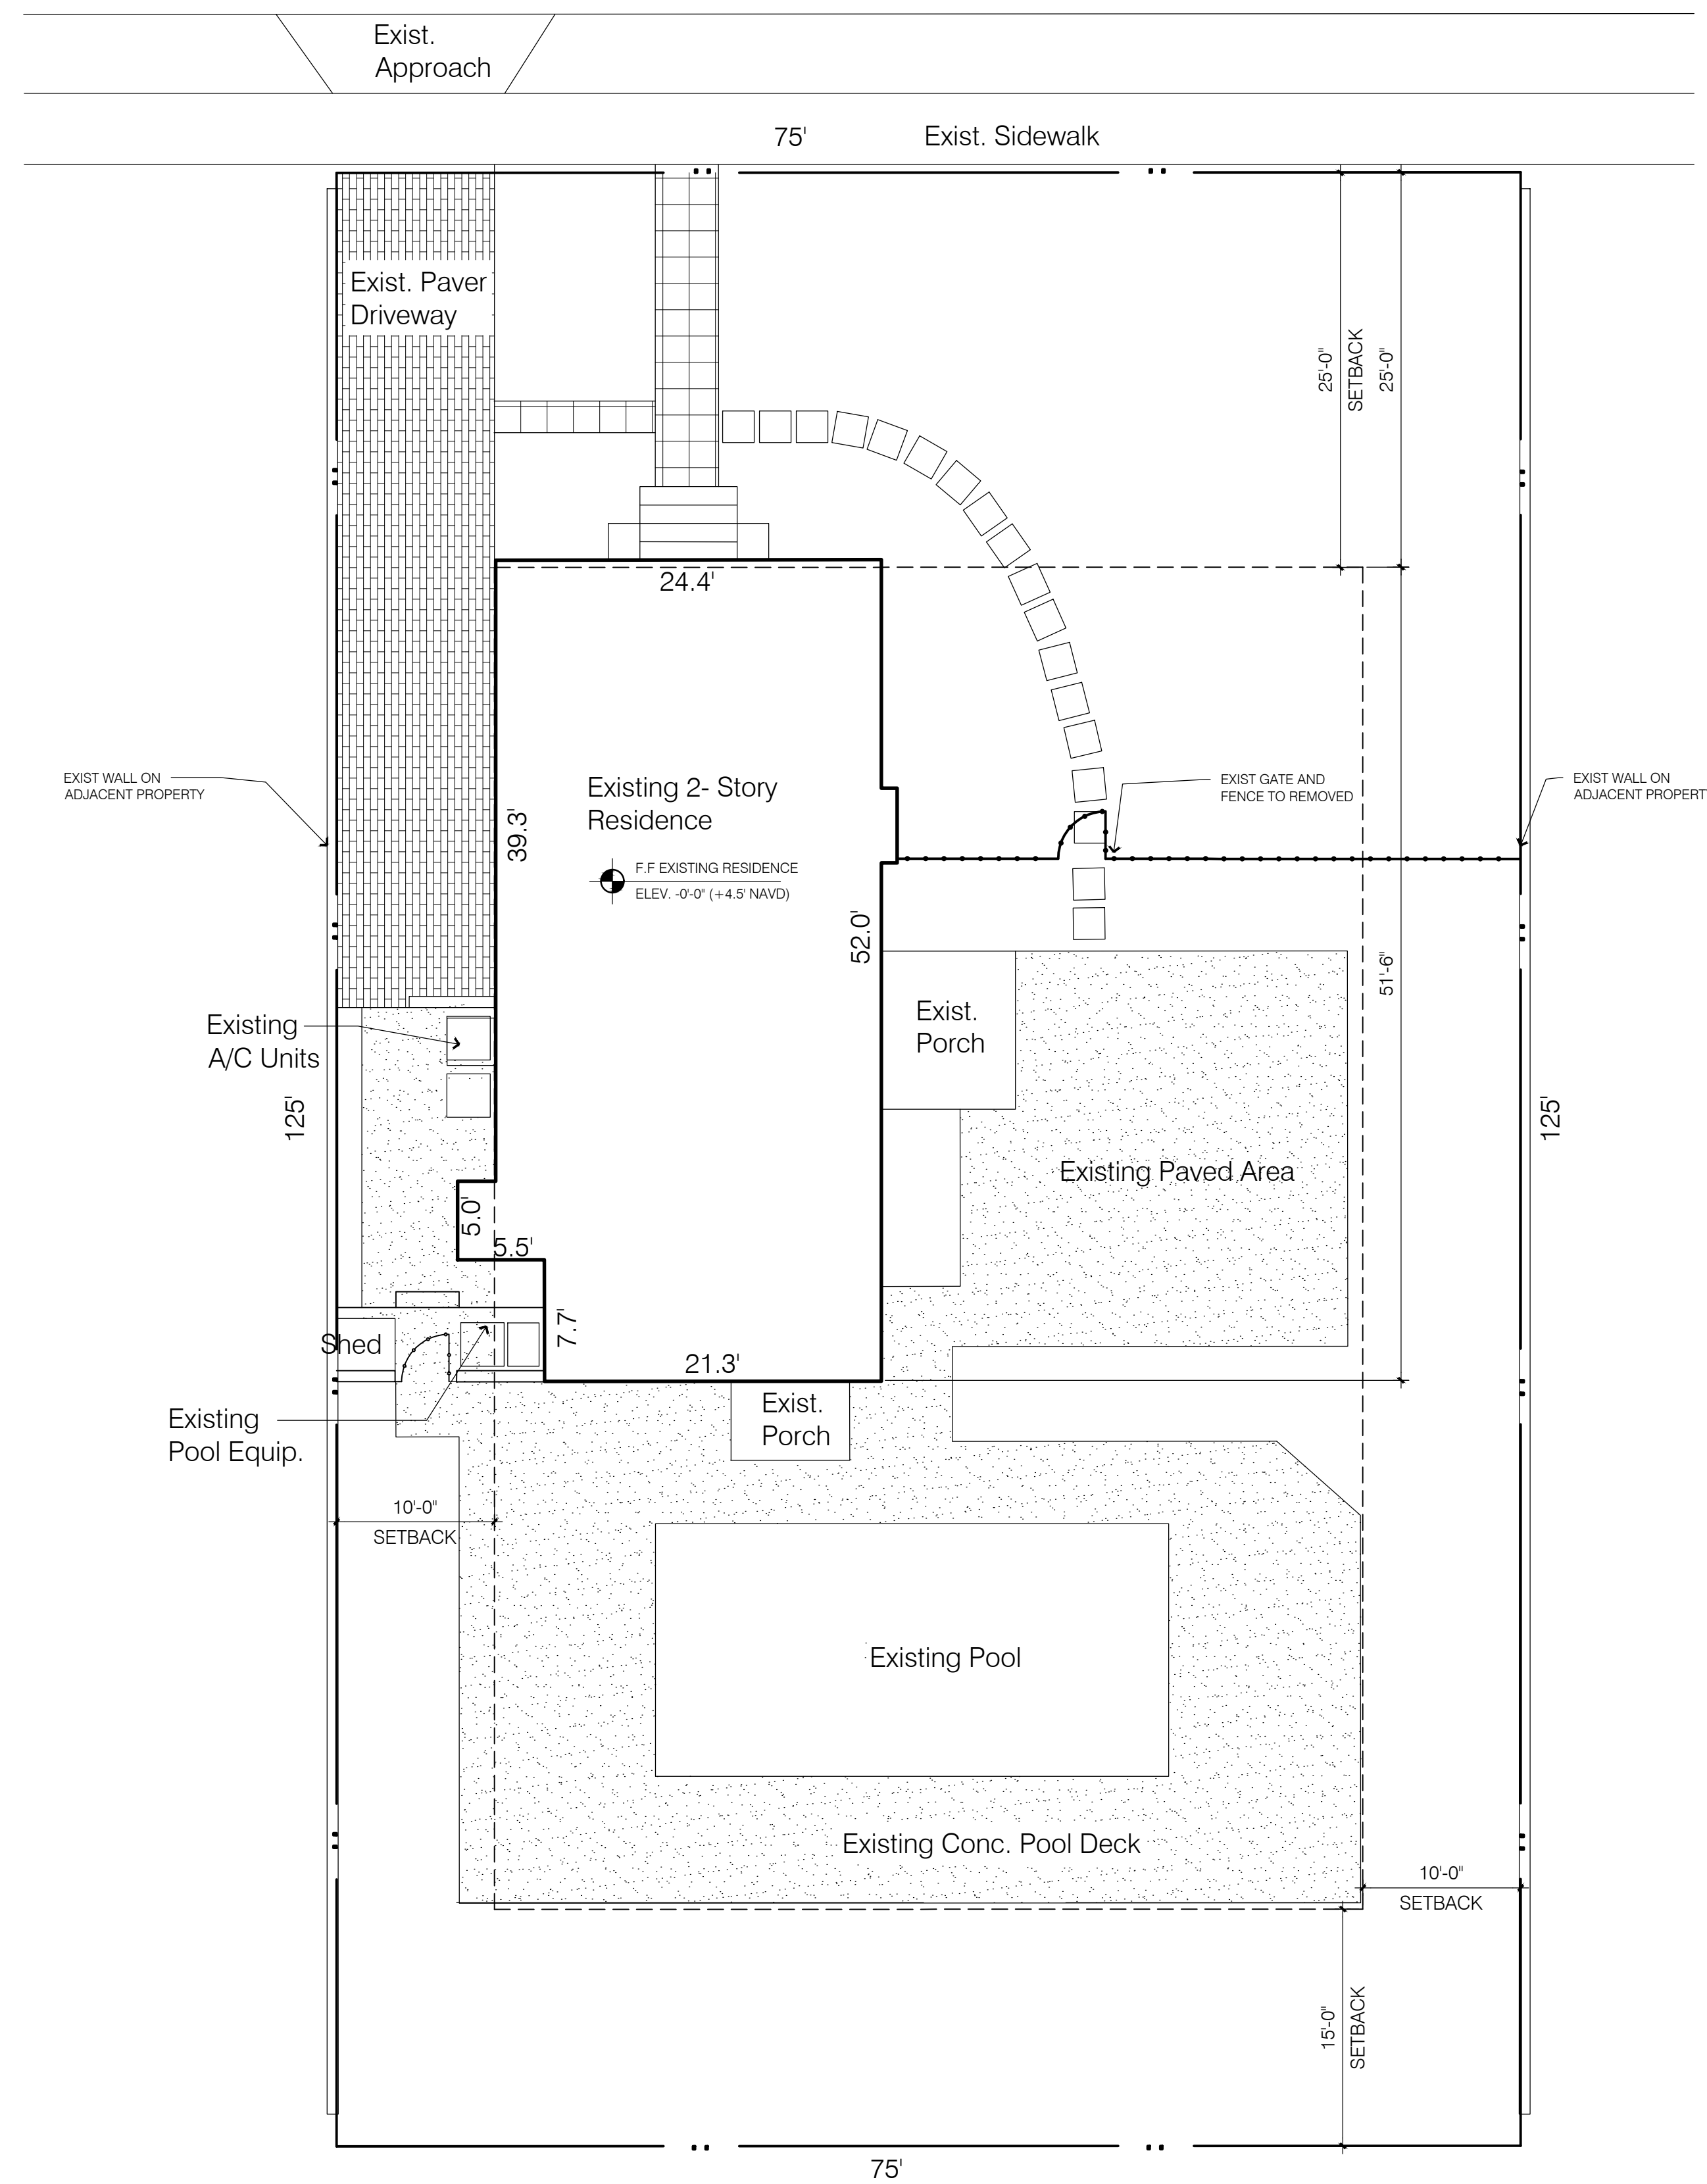 Exist.
Approach
75'
Exist. Sidewalk
Exist. Paver
Driveway
25'-0"
SETBACK
25'-0"
24.4'
EXIST WALL ON
ADJACENT PROPERTY
Existing 2- Story
Residence
39.3'
F.F EXISTING RESIDENCE
ELEV. -0'-0" (+4.5' NAVD)
EXIST GATE AND
FENCE TO REMOVED
EXIST WALL ON
ADJACENT PROPERT
52.0'
51'-6"
Existing
A/C Units
Exist.
Porch
125'
125'
Existing Paved Area
5.0'
5.5'
7.7'
Shed
21.3'
Existing
Pool Equip.
Exist.
Porch
10'-0"
SETBACK
Existing Pool
Existing Conc. Pool Deck
10'-0"
SETBACK
15'-0"
SETBACK
75'